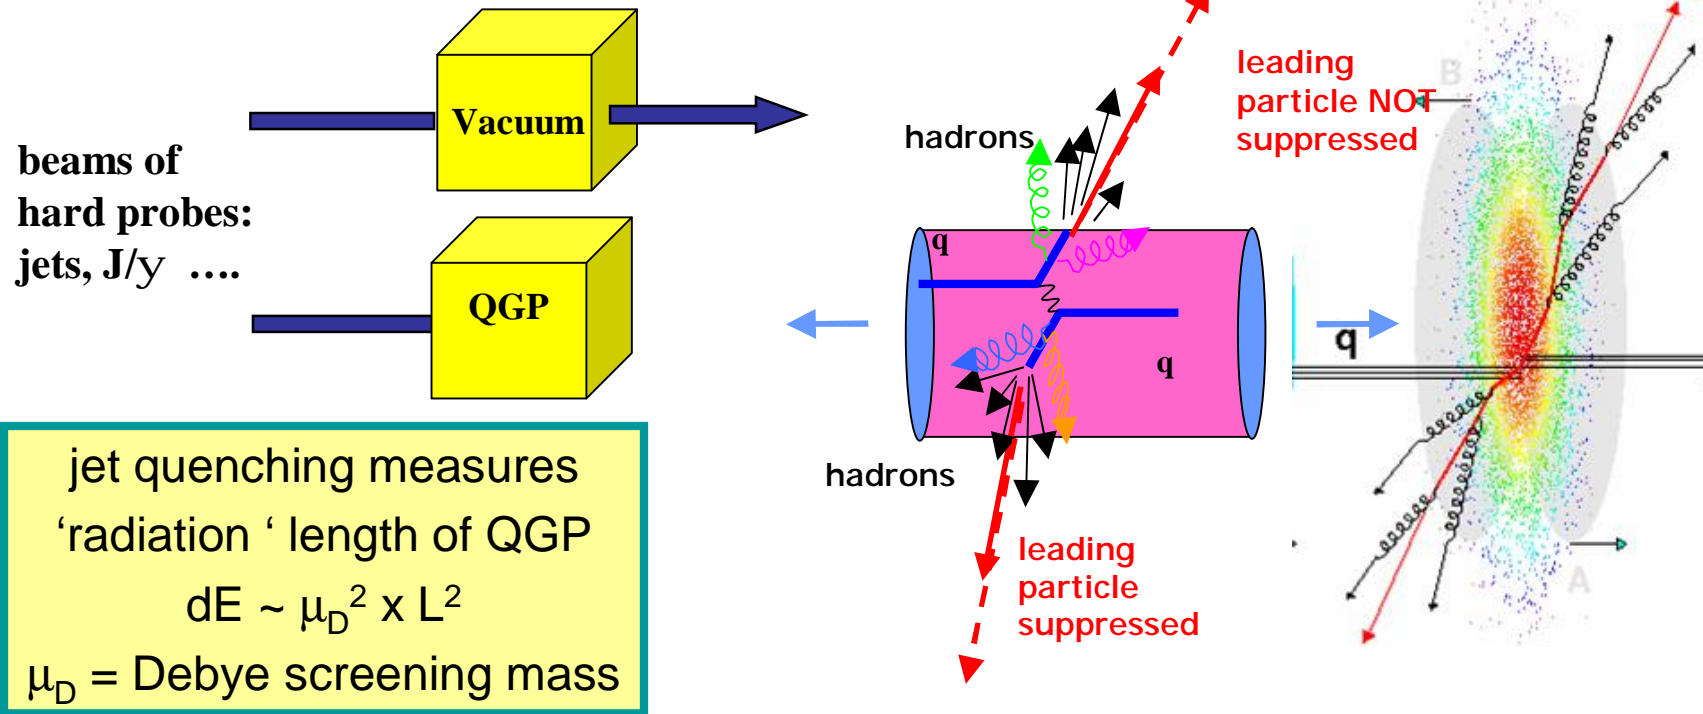 beams of
hard probes:
jets, J/y ....
Vacuum
QGP
jet quenching measures
‘radiation ‘ length of QGP
dE ~ μD² x L²
μD = Debye screening mass
hadrons
q
q
hadrons
leading
particle NOT
suppressed
leading
particle
suppressed
B
q
A